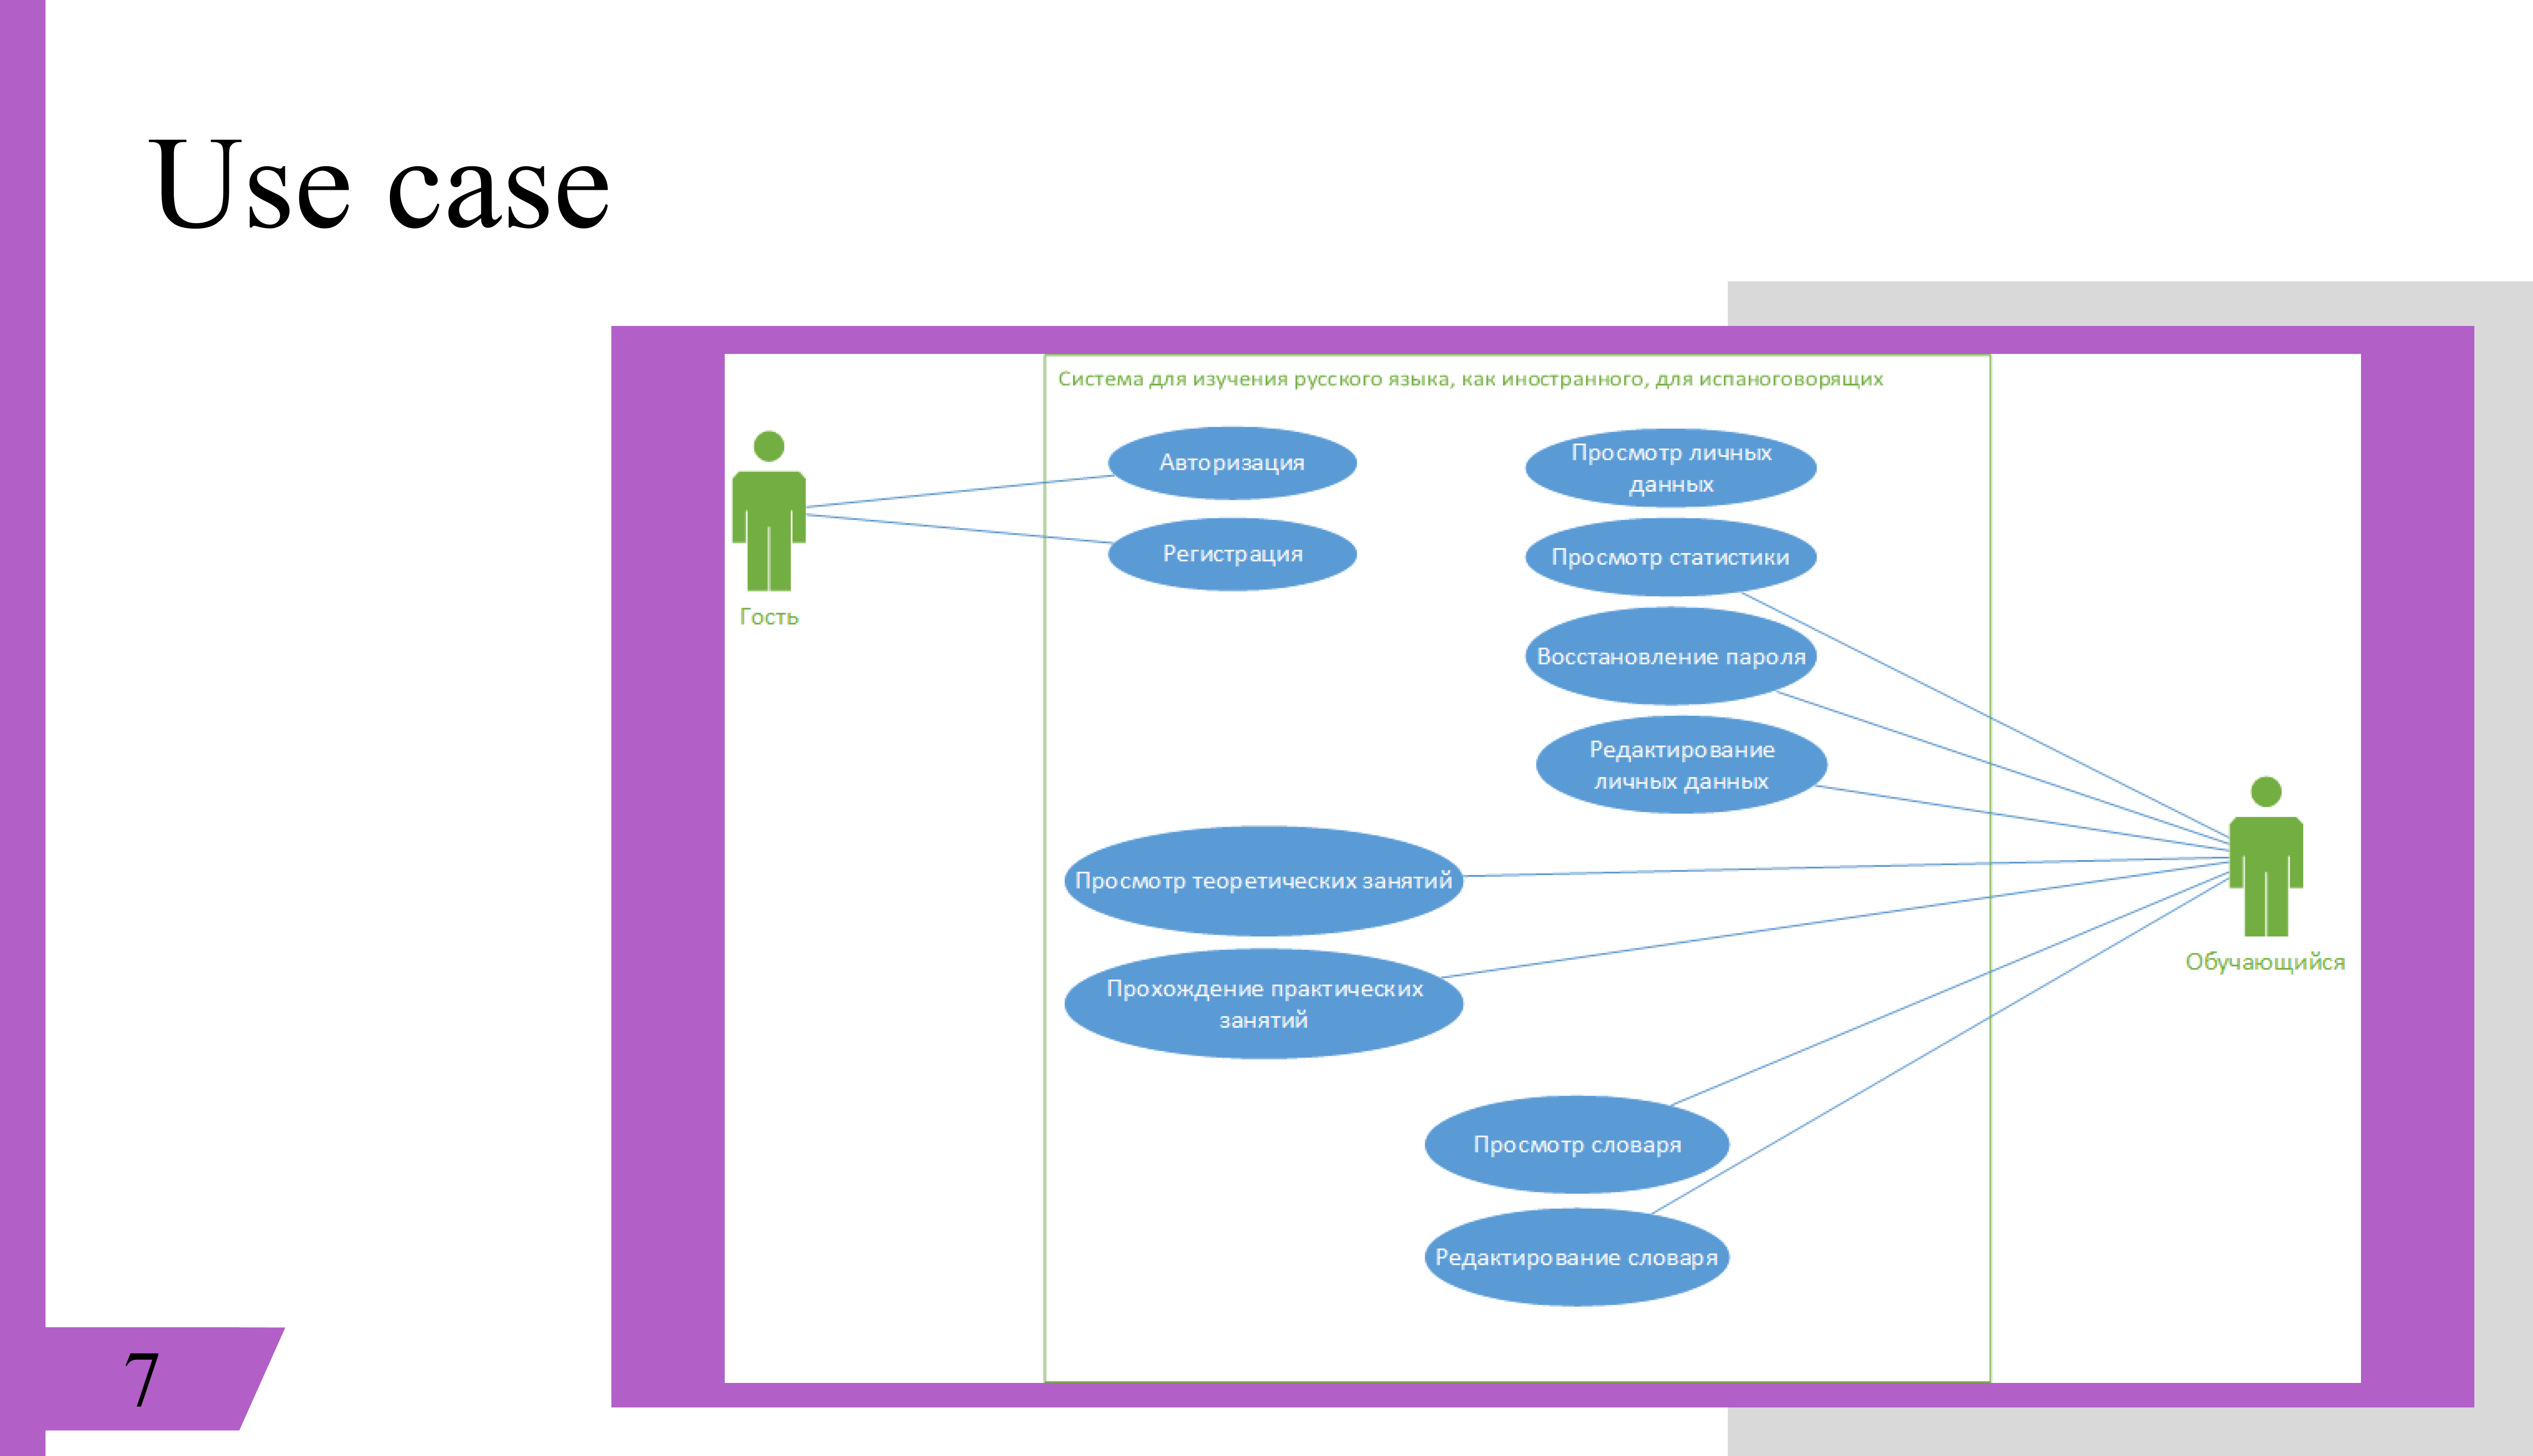 Use case
Система для изучения русского языка, как иностранного, для испаноговорящих
Авторизация
Регистрация
Гость
Просмотр личных
данных
Просмотр статистики
Восстановление пароля
Редактирование
личных данных
Просмотр теоретических занятий
Прохождение практических
занятий
Обучающийся
Просмотр словаря
Редактирование словаря
7